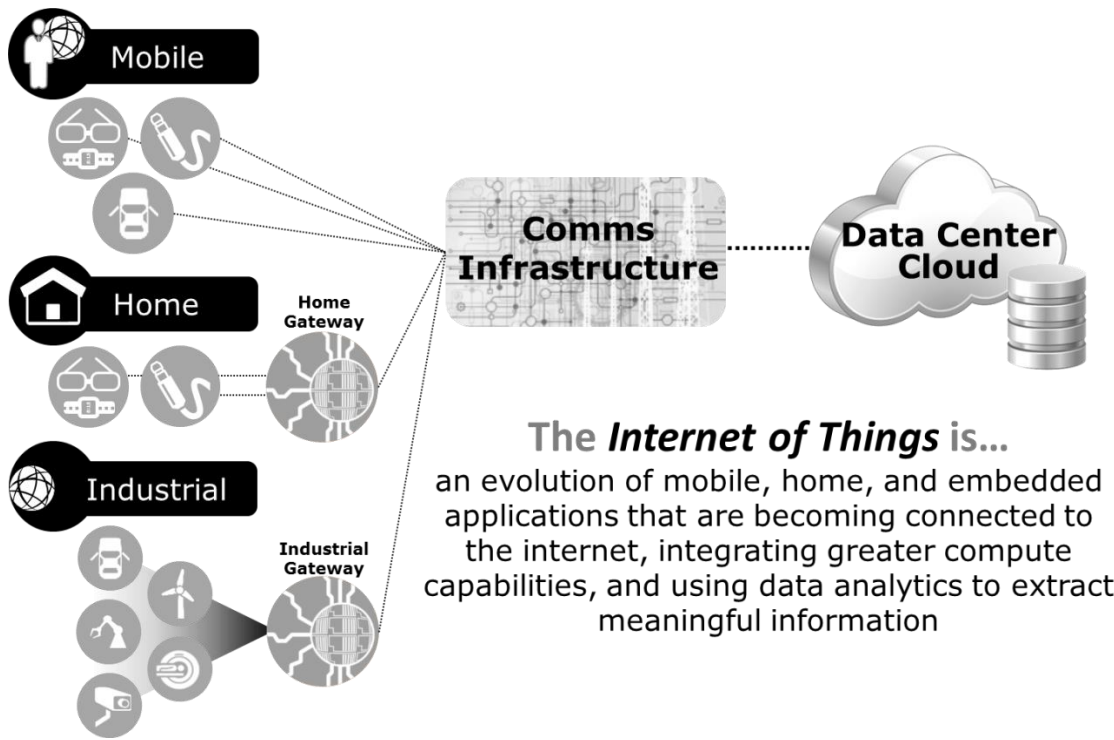 Mobile
Home
Home
Gateway
Industrial
Industrial
Gateway
Comms
Infrastructure
Data Center
Cloud
The Internet of Things is...
an evolution of mobile, home, and embedded
applications that are becoming connected to
the internet, integrating greater compute
capabilities, and using data analytics to extract
meaningful information